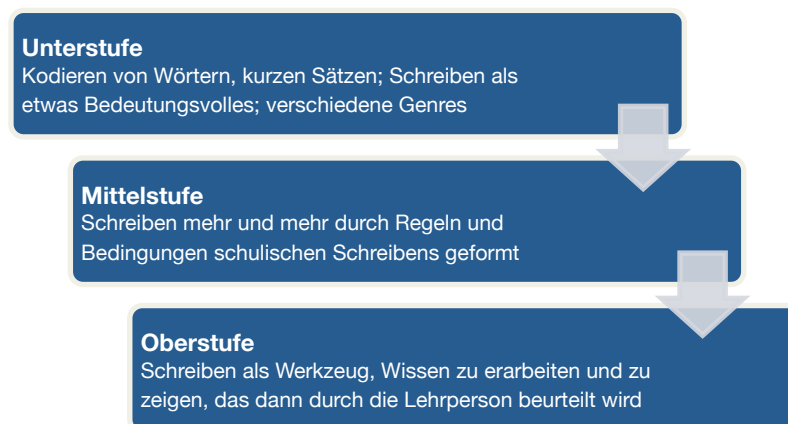 Unterstufe
Kodieren von Wörtern, kurzen Sätzen; Schreiben als
etwas Bedeutungsvolles; verschiedene Genres
Mittelstufe
Schreiben mehr und mehr durch Regeln und
Bedingungen schulischen Schreibens geformt
Oberstufe
Schreiben als Werkzeug, Wissen zu erarbeiten und zu
zeigen, das dann durch die Lehrperson beurteilt wird